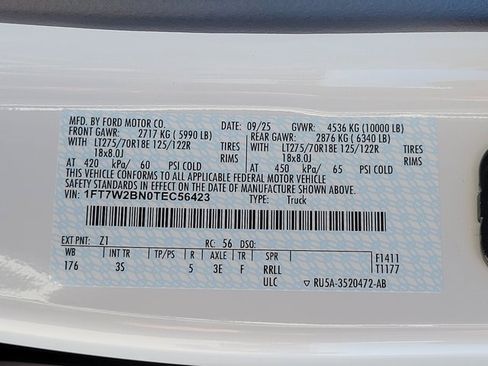 MFD. BY FORD MOTOR CO. 09/25 GVWR: 4536 KG (10000 LB)
FRONT GAWR: 2717 KG (5990 LB) REAR GAWR: 2876 KG (6340 LB)
LT275/70R18E 125/122R TIRES LT275/70R18E 125/122R TIRES
18x8.0J RIMS 18x8.0J RIMS
AT 420 kPa/ 60 PSI COLD AT 450 kPa/ 65 PSI COLD
THIS VEHICLE CONFORMS TO ALL APPLICABLE FEDERAL MOTOR VEHICLE
SAFETY STANDARDS IN EFFECT ON THE DATE OF MANUFACTURE SHOWN ABOVE.
VIN: 1FT7W2BN0TEC56423 TYPE: Truck
EXT PNT: Z1 RC: 56 DSO: F1411
WB INT TR R AXLE TR SPR T1177
176 3S 5 3E F RRLL
ULC ▽ RU5A-3520472-AB